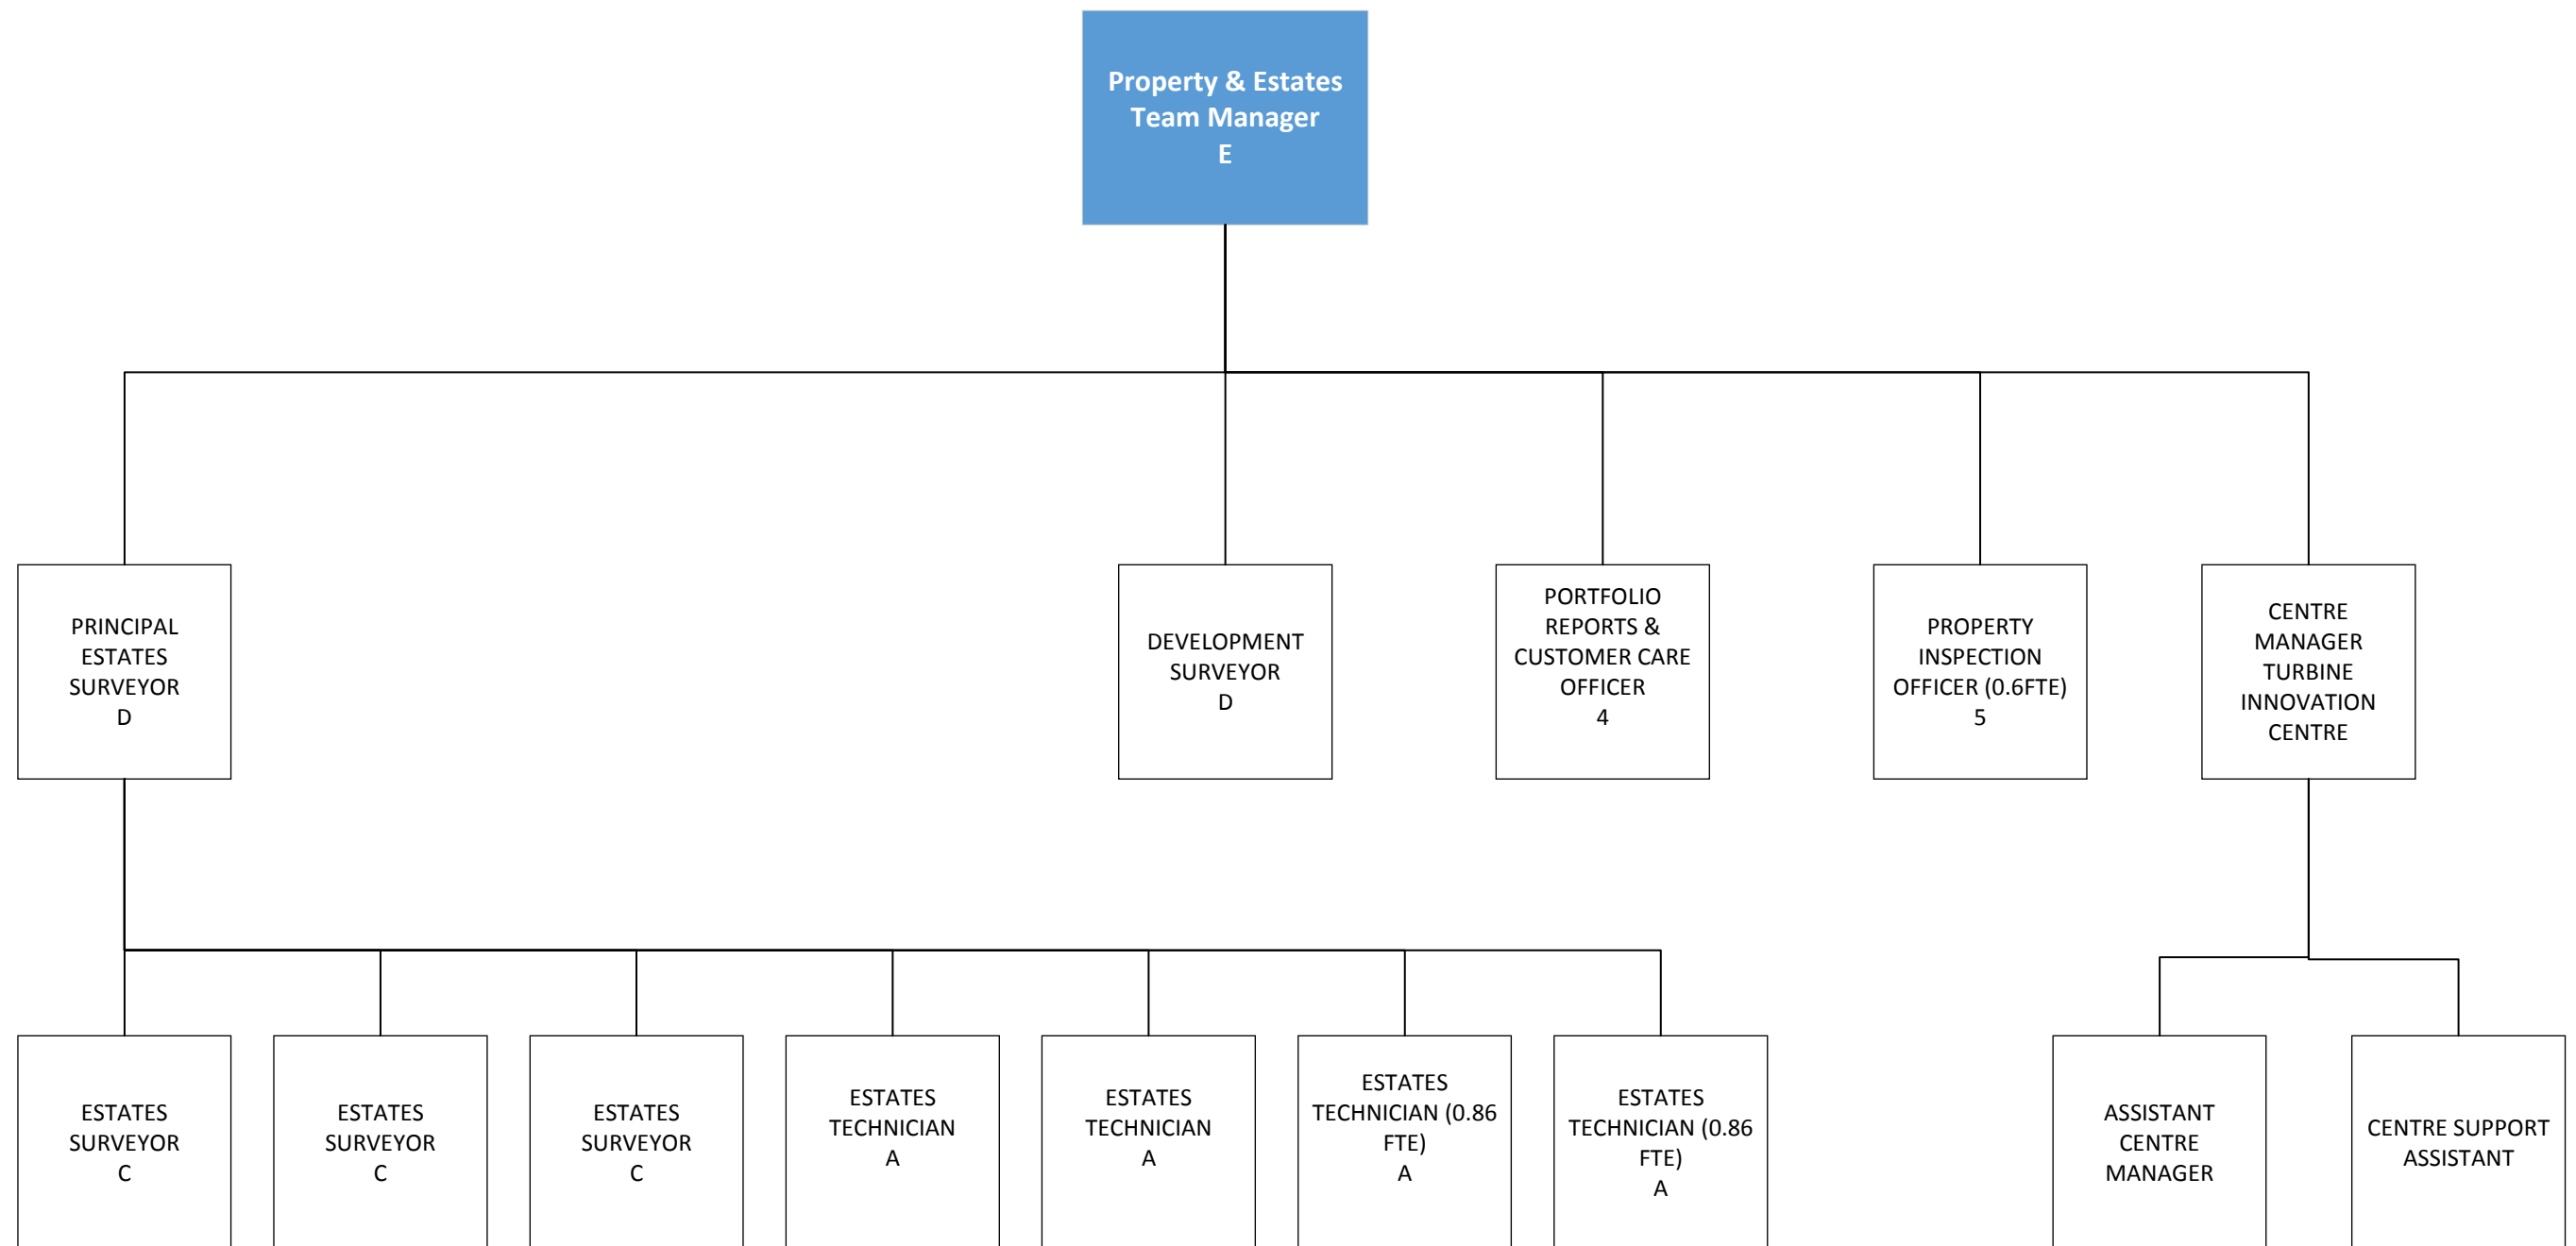 Property & Estates
Team Manager
E
PRINCIPAL
ESTATES
SURVEYOR
D
DEVELOPMENT
SURVEYOR
D
PORTFOLIO
REPORTS &
CUSTOMER CARE
OFFICER
4
PROPERTY
INSPECTION
OFFICER (0.6FTE)
5
CENTRE
MANAGER
TURBINE
INNOVATION
CENTRE
ESTATES
SURVEYOR
C
ESTATES
SURVEYOR
C
ESTATES
SURVEYOR
C
ESTATES
TECHNICIAN
A
ESTATES
TECHNICIAN
A
ESTATES
TECHNICIAN (0.86
FTE)
A
ESTATES
TECHNICIAN (0.86
FTE)
A
ASSISTANT
CENTRE
MANAGER
CENTRE SUPPORT
ASSISTANT